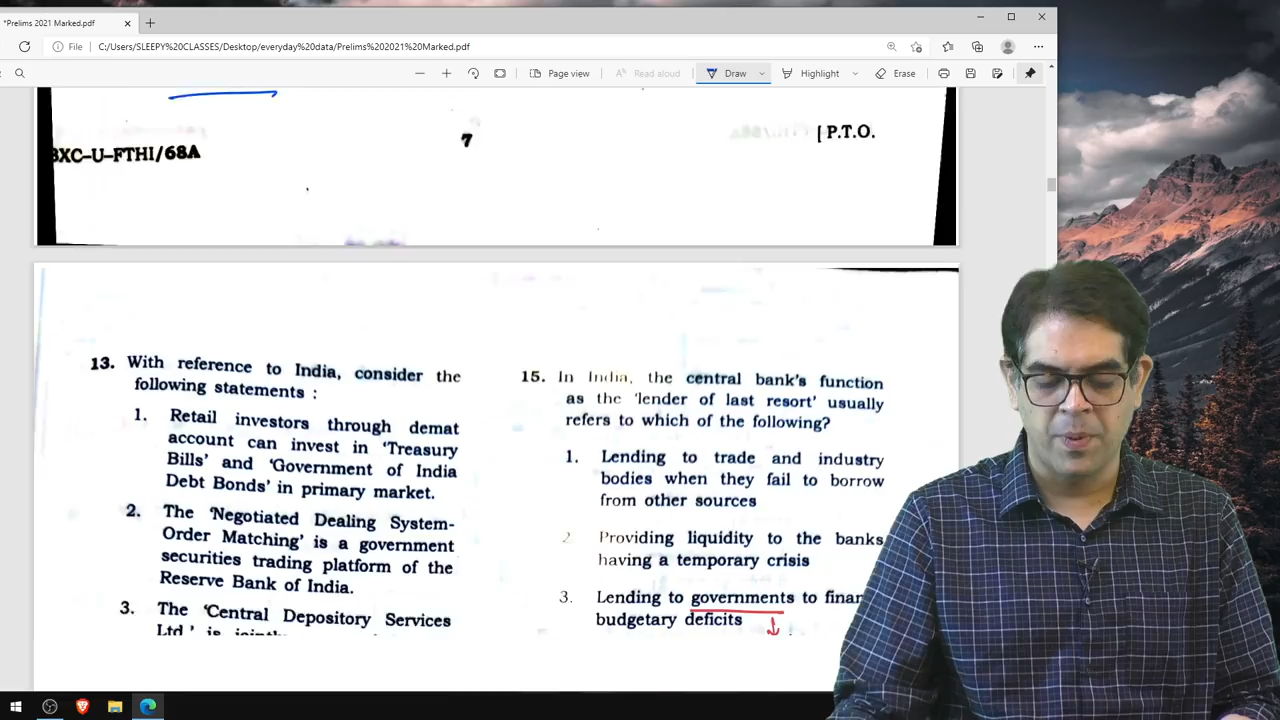 *Prelims 2021 Marked.pdf
File
C:/Users/SLEEPY%20CLASSES/Desktop/everyday%20data/Prelims%202021%20Marked.pdf
Page view
Read aloud
Draw
Highlight
Erase
BXC-U-FTHI/68A
7
[ P.T.O.
13. With reference to India, consider the
following statements :
1. Retail investors through demat
account can invest in ‘Treasury
Bills’ and ‘Government of India
Debt Bonds’ in primary market.
2. The ‘Negotiated Dealing System-
Order Matching’ is a government
securities trading platform of the
Reserve Bank of India.
3. The ‘Central Depository Services
Ltd.’ is jointly
15. In India, the central bank’s function
as the ‘lender of last resort’ usually
refers to which of the following?
1. Lending to trade and industry
bodies when they fail to borrow
from other sources
2. Providing liquidity to the banks
having a temporary crisis
3. Lending to governments to finan
budgetary deficits